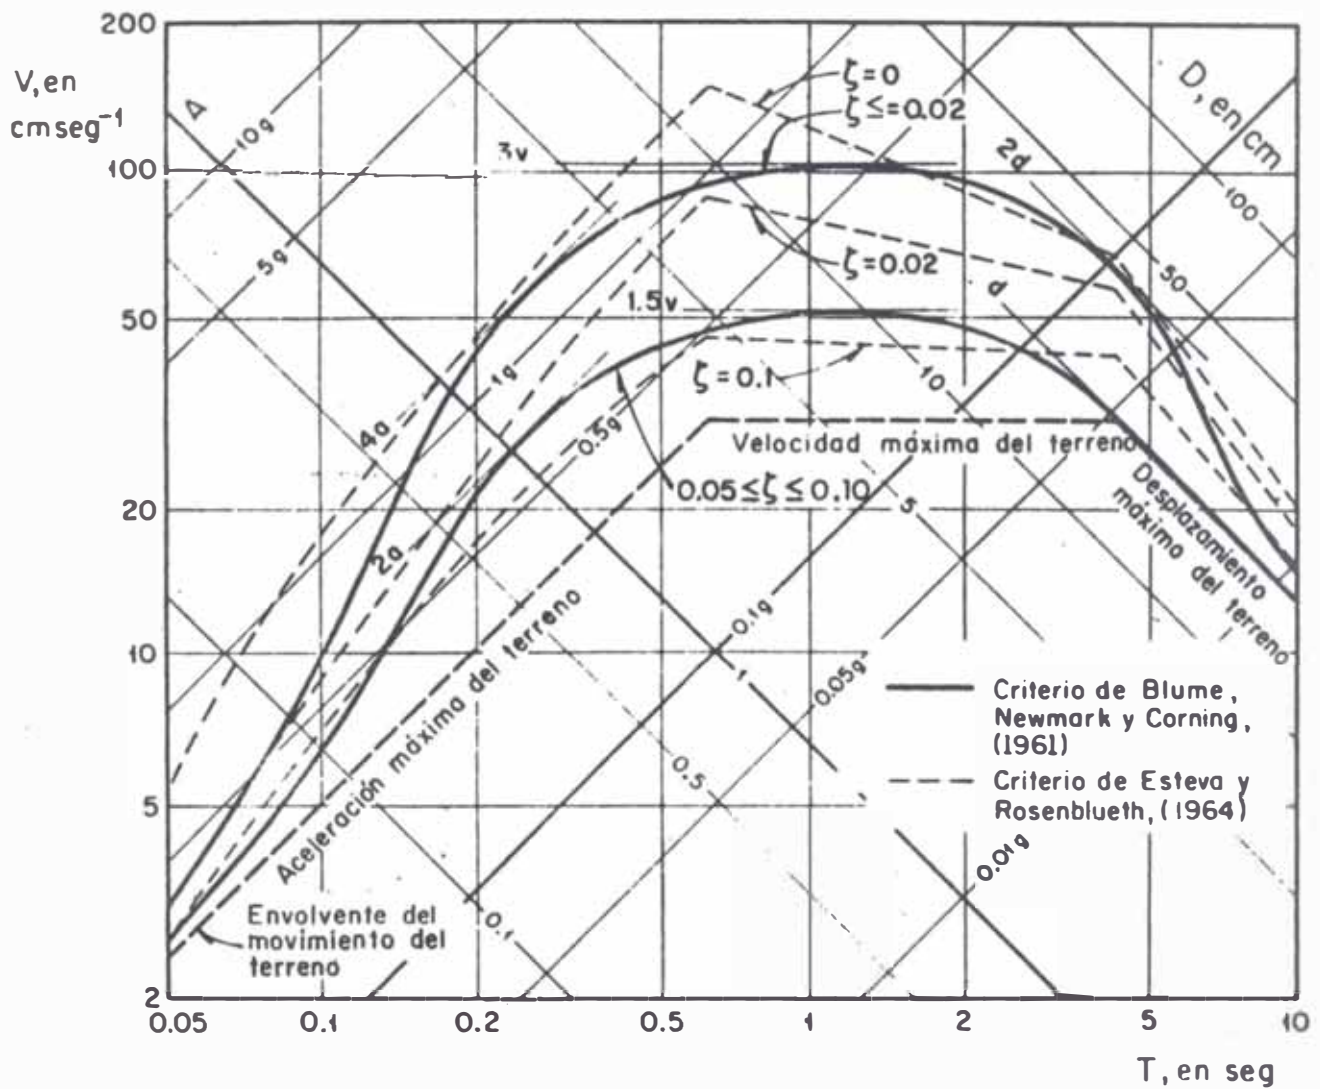 200
V,en
cmseg⁻¹
100
50
20
10
5
2
0.05
0.1
0.2
0.5
1
2
5
10
T, en seg
A
10g
5g
3v
ζ=0
ζ≤=0.02
2d
D, en cm
100
50
ζ=0.02
d
1.5v
1g
4a
0.5g
ζ=0.1
10
Velocidad máxima del terreno
0.05≤ζ≤0.10
5
Desplazamiento
máximo del terreno
2a
Aceleración máxima del terreno
0.1g
1
0.05g
0.5
0.01g
0.1
Envolvente del
movimiento del
terreno
Criterio de Blume,
Newmark y Corning,
(1961)
Criterio de Esteva y
Rosenblueth, (1964)